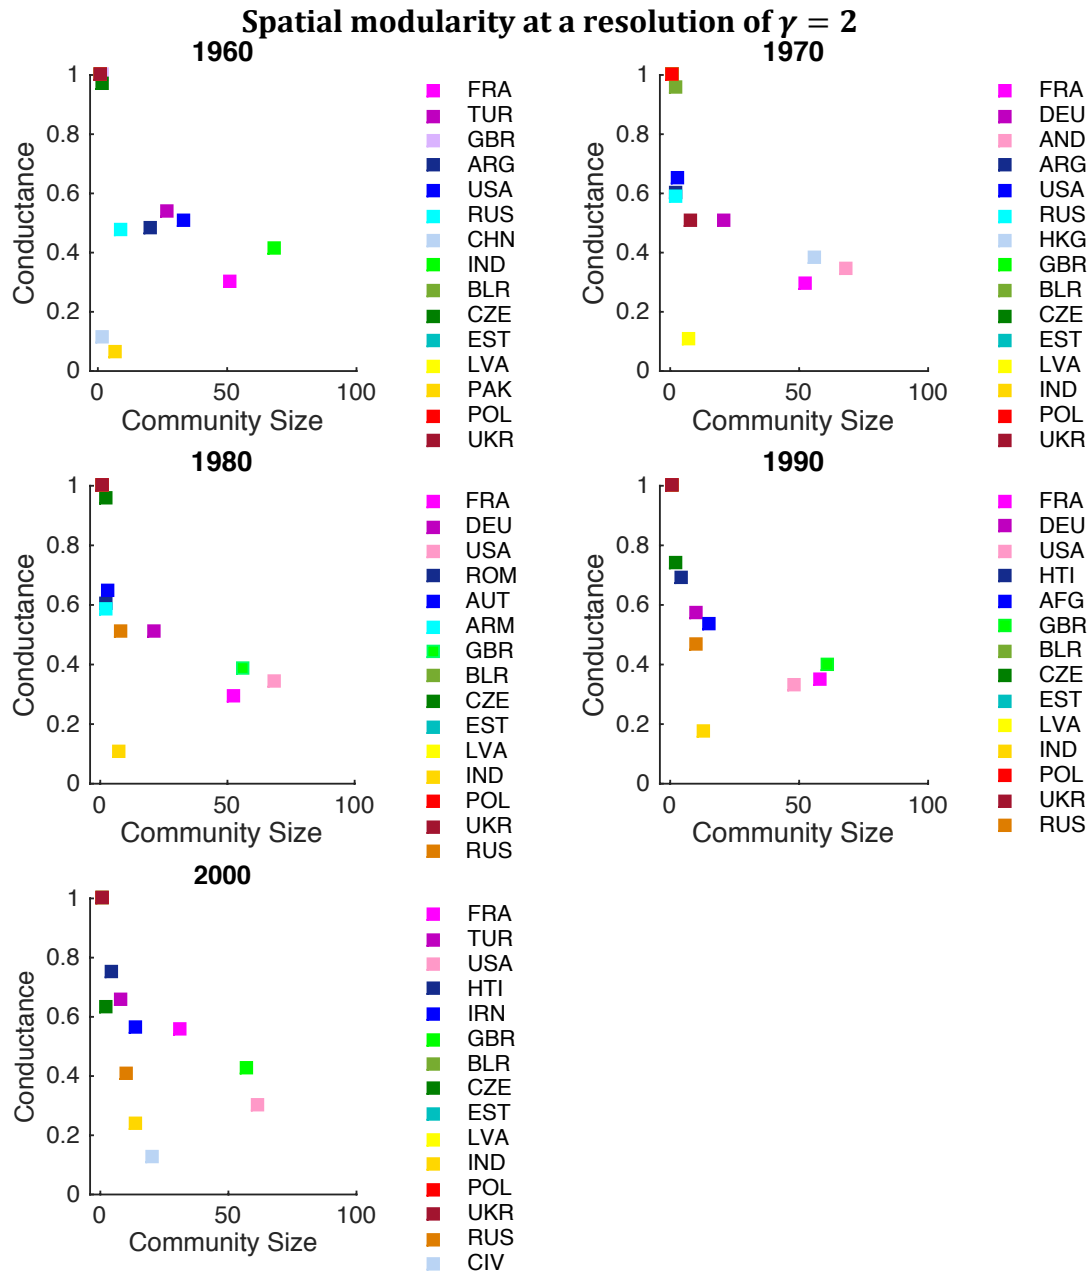 Spatial modularity at a resolution of γ = 2
1960
1
0.8
0.6
0.4
0.2
0
Conductance
0
50
100
Community Size
FRA
TUR
GBR
ARG
USA
RUS
CHN
IND
BLR
CZE
EST
LVA
PAK
POL
UKR
1970
1
0.8
0.6
0.4
0.2
0
Conductance
0
50
100
Community Size
FRA
DEU
AND
ARG
USA
RUS
HKG
GBR
BLR
CZE
EST
LVA
IND
POL
UKR
1980
1
0.8
0.6
0.4
0.2
0
Conductance
0
50
100
Community Size
FRA
DEU
USA
ROM
AUT
ARM
GBR
BLR
CZE
EST
LVA
IND
POL
UKR
RUS
1990
1
0.8
0.6
0.4
0.2
0
Conductance
0
50
100
Community Size
FRA
DEU
USA
HTI
AFG
GBR
BLR
CZE
EST
LVA
IND
POL
UKR
RUS
2000
1
0.8
0.6
0.4
0.2
0
Conductance
0
50
100
Community Size
FRA
TUR
USA
HTI
IRN
GBR
BLR
CZE
EST
LVA
IND
POL
UKR
RUS
CIV